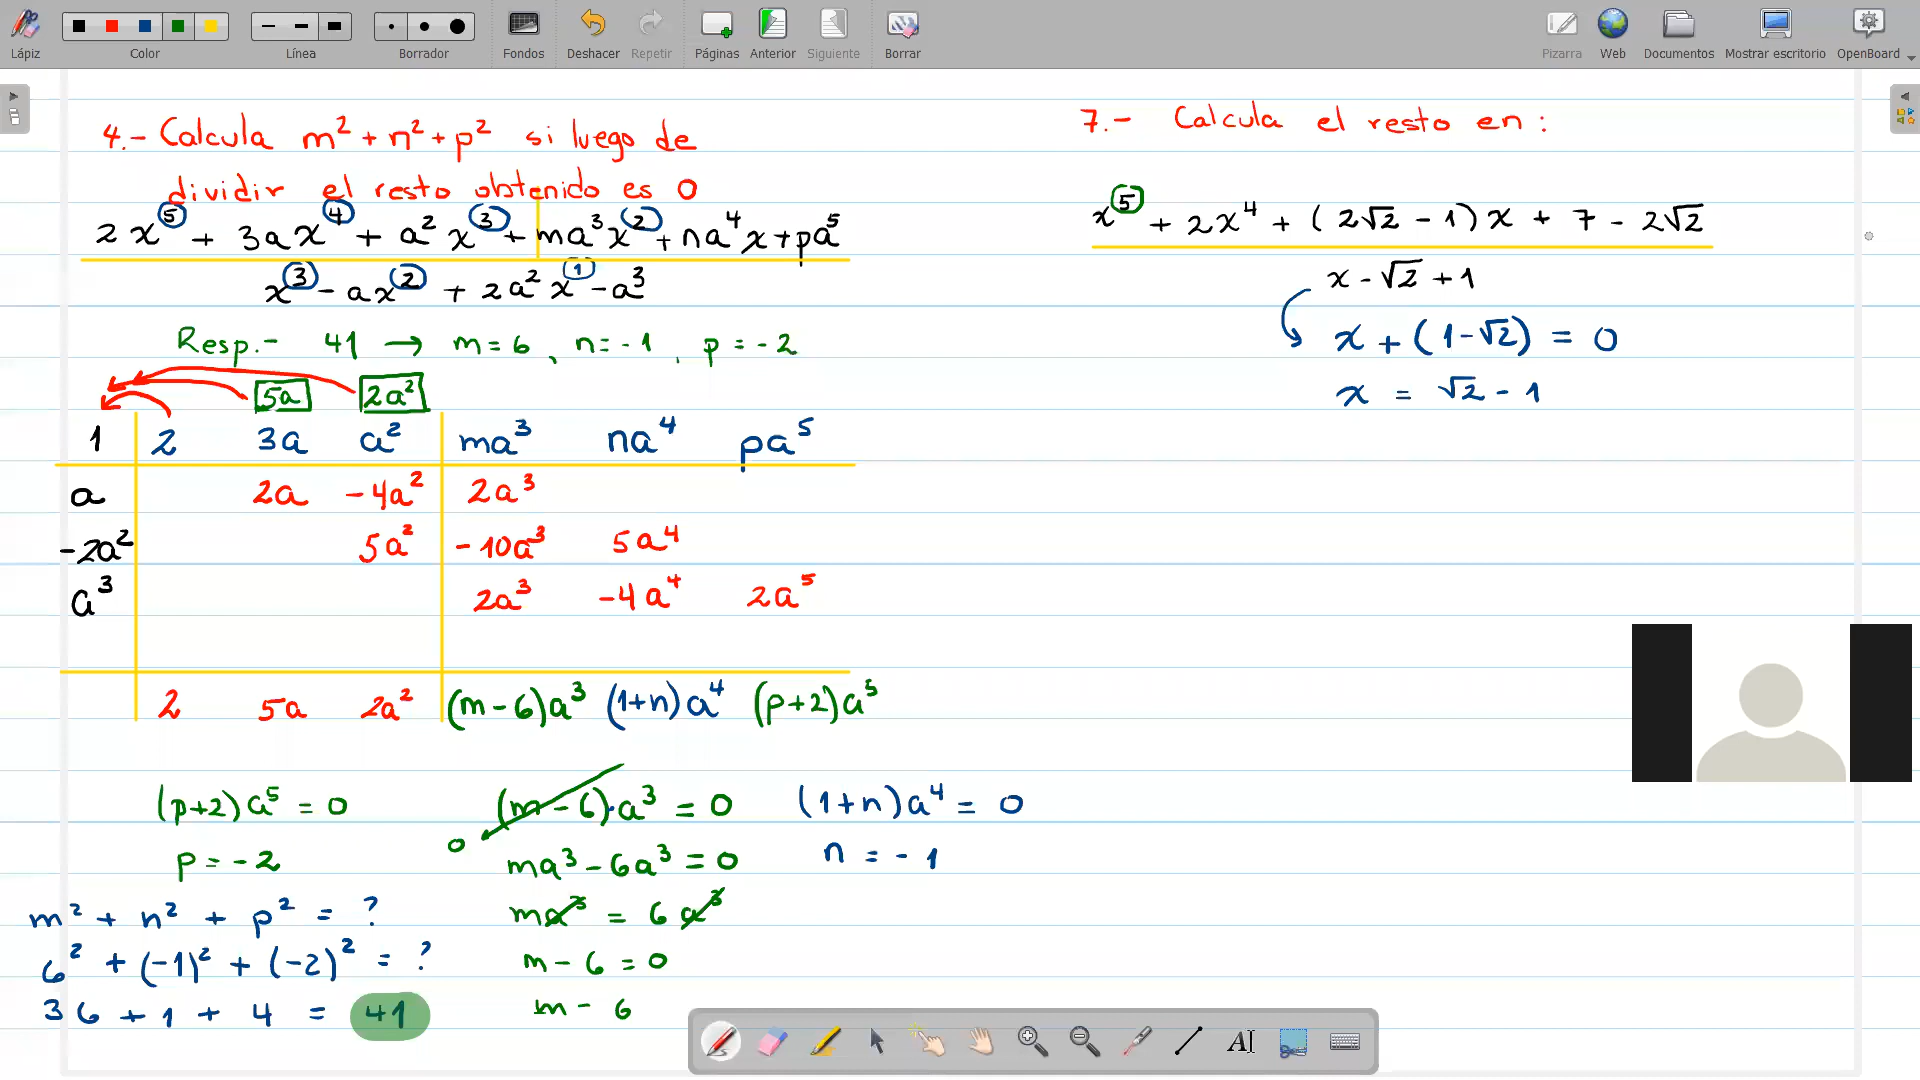 Lápiz Color Línea Borrador Fondos Deshacer Repetir Páginas Anterior Siguiente Borrar Pizarra Web Documentos Mostrar escritorio OpenBoard
4.- Calcula m² + n² + p² si luego de
dividir el resto obtenido es 0
2x⁵ + 3ax⁴ + a²x³ + ma³x² + na⁴x + pa⁵
x³ - ax² + 2a²x¹ - a³
Resp.- 41 → m = 6, n = -1, p = -2
5a 2a²
1 2 3a a² ma³ na⁴ pa⁵
a 2a -4a² 2a³
-2a² 5a² -10a³ 5a⁴
a³ 2a³ -4a⁴ 2a⁵
2 5a 2a² (m-6)a³ (1+n)a⁴ (p+2)a⁵
(p+2)a⁵ = 0
p = -2
m² + n² + p² = ?
6² + (-1)² + (-2)² = ?
36 + 1 + 4 = 41
(m-6)·a³ = 0
0
ma³ - 6a³ = 0
ma³ = 6a³
m - 6 = 0
m - 6
(1+n)a⁴ = 0
n = -1
7.- Calcula el resto en:
x⁵ + 2x⁴ + (2√2 - 1)x + 7 - 2√2
x - √2 + 1
x + (1-√2) = 0
x = √2 - 1